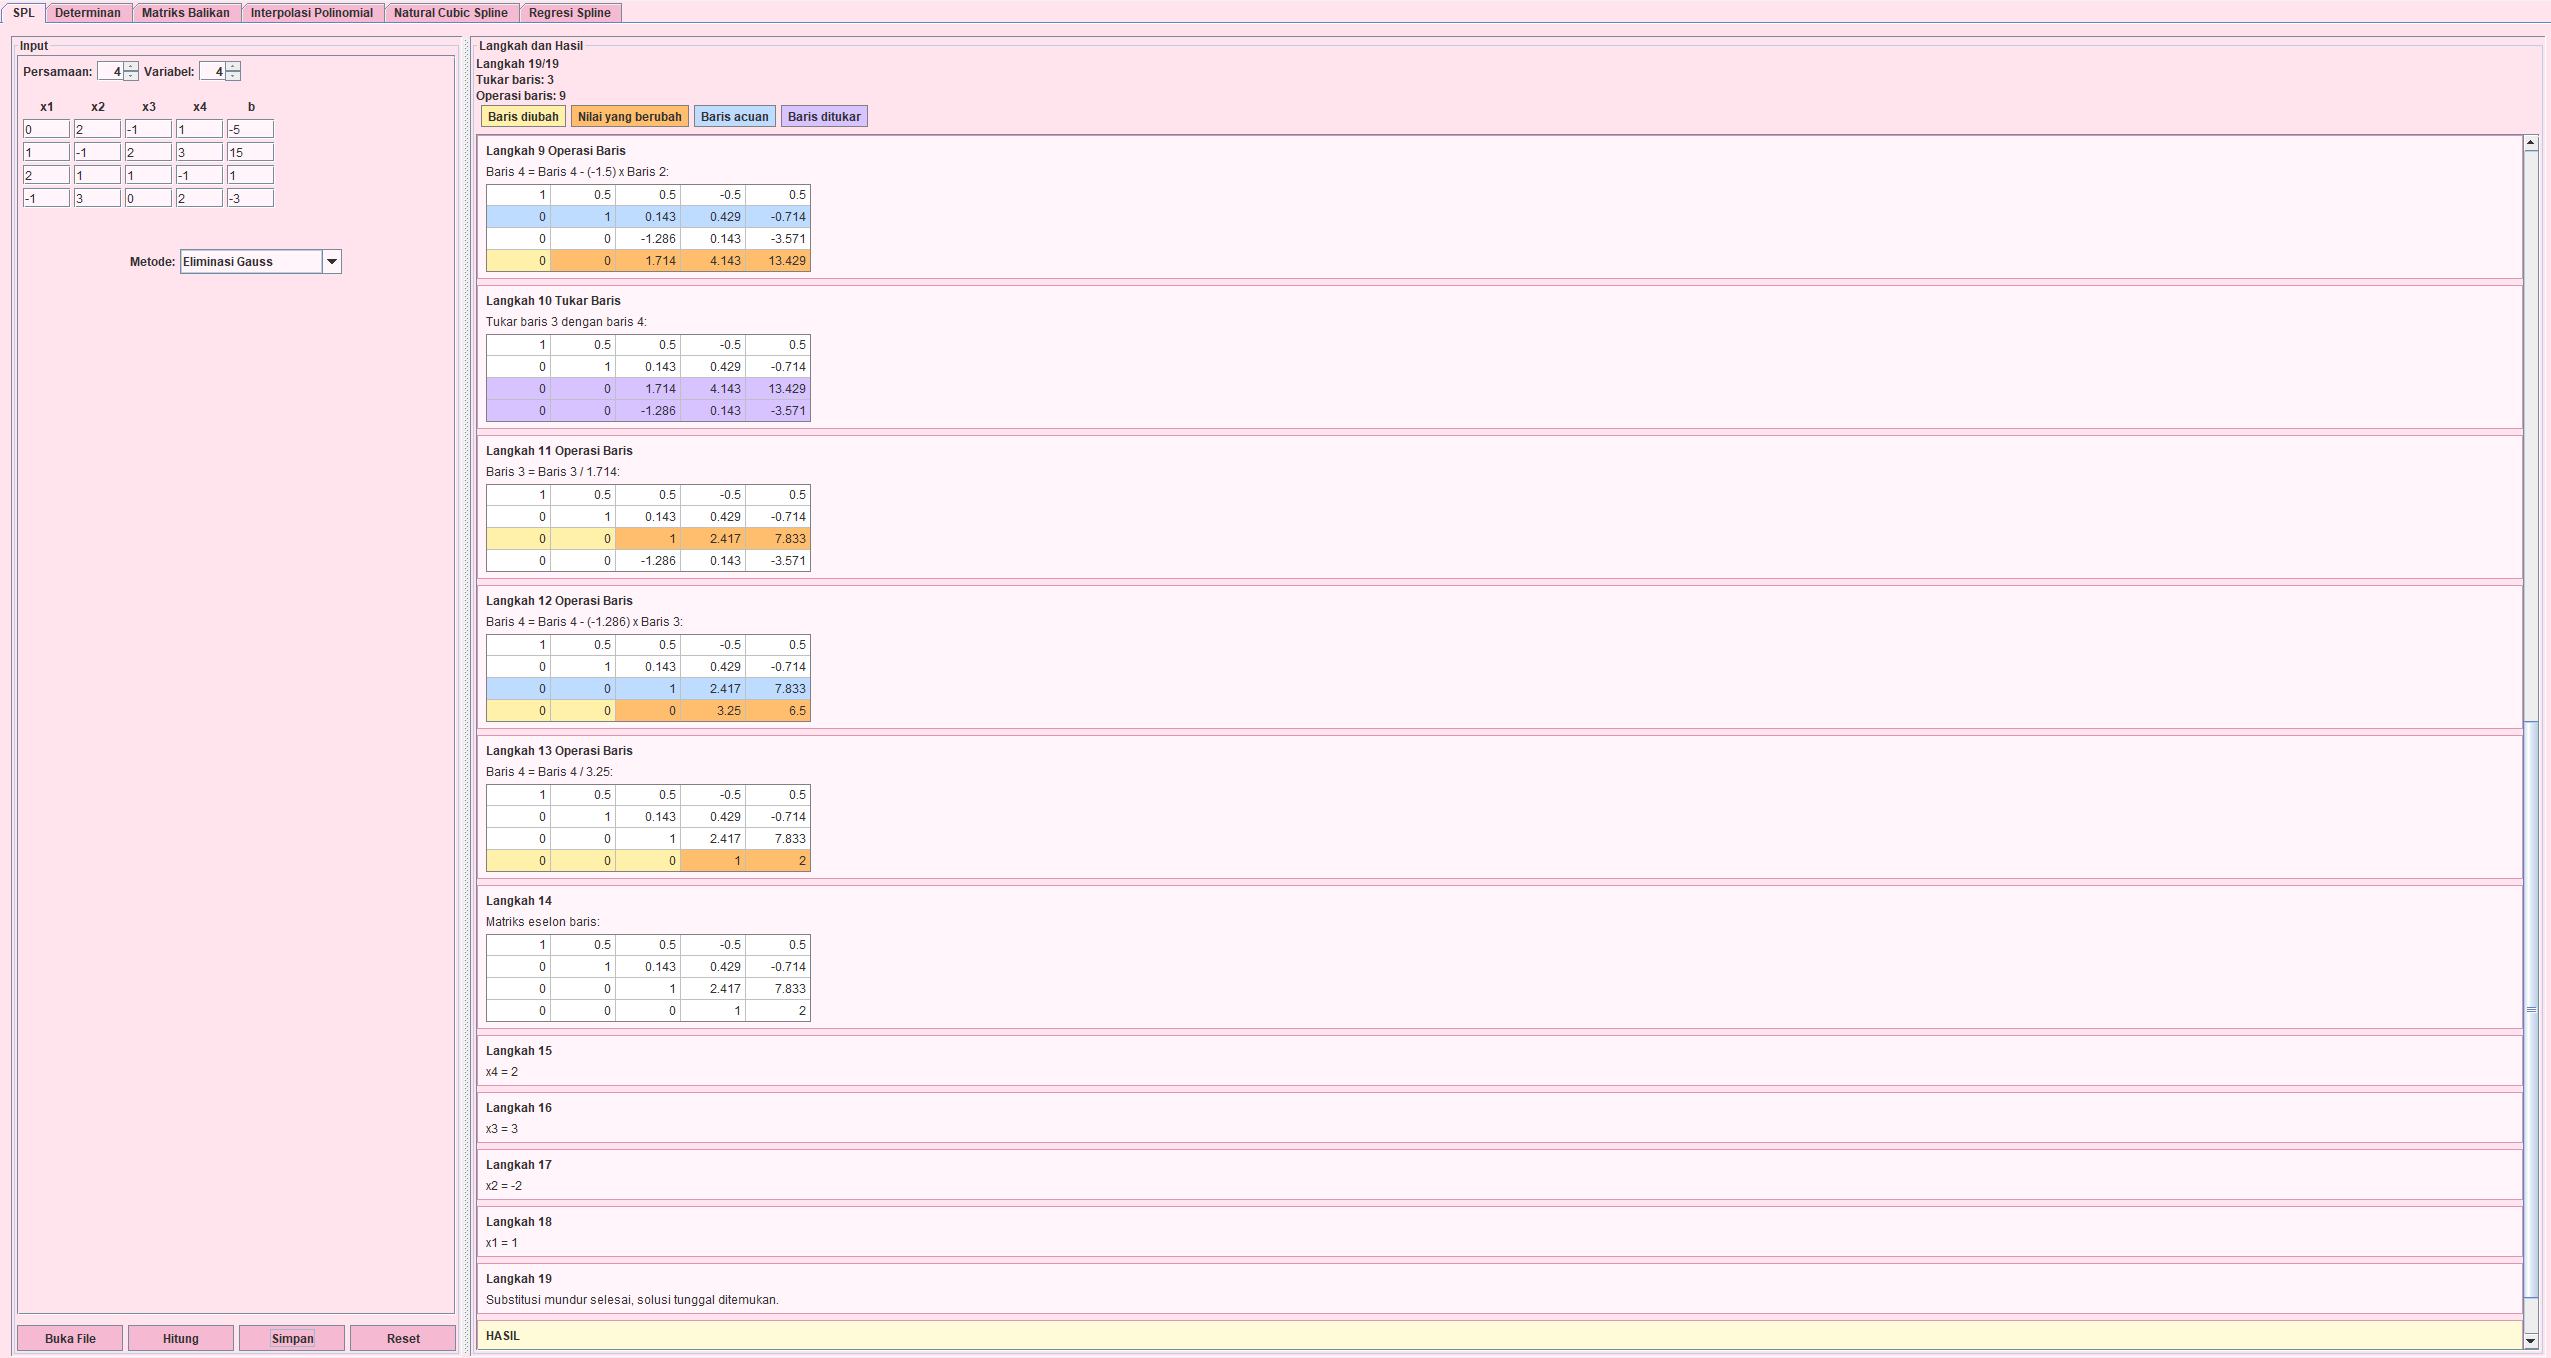 SPL Determinan Matriks Balikan Interpolasi Polinomial Natural Cubic Spline Regresi Spline
Input
Persamaan: 4 Variabel: 4
x1 x2 x3 x4 b
0 2 -1 1 -5
1 -1 2 3 15
2 1 1 -1 1
-1 3 0 2 -3
Metode: Eliminasi Gauss
Buka File Hitung Simpan Reset
Langkah dan Hasil
Langkah 19/19
Tukar baris: 3
Operasi baris: 9
Baris diubah Nilai yang berubah Baris acuan Baris ditukar
Langkah 9 Operasi Baris
Baris 4 = Baris 4 - (-1.5) x Baris 2:
1 0.5 0.5 -0.5 0.5
0 1 0.143 0.429 -0.714
0 0 -1.286 0.143 -3.571
0 0 1.714 4.143 13.429
Langkah 10 Tukar Baris
Tukar baris 3 dengan baris 4:
1 0.5 0.5 -0.5 0.5
0 1 0.143 0.429 -0.714
0 0 1.714 4.143 13.429
0 0 -1.286 0.143 -3.571
Langkah 11 Operasi Baris
Baris 3 = Baris 3 / 1.714:
1 0.5 0.5 -0.5 0.5
0 1 0.143 0.429 -0.714
0 0 1 2.417 7.833
0 0 -1.286 0.143 -3.571
Langkah 12 Operasi Baris
Baris 4 = Baris 4 - (-1.286) x Baris 3:
1 0.5 0.5 -0.5 0.5
0 1 0.143 0.429 -0.714
0 0 1 2.417 7.833
0 0 0 3.25 6.5
Langkah 13 Operasi Baris
Baris 4 = Baris 4 / 3.25:
1 0.5 0.5 -0.5 0.5
0 1 0.143 0.429 -0.714
0 0 1 2.417 7.833
0 0 0 1 2
Langkah 14
Matriks eselon baris:
1 0.5 0.5 -0.5 0.5
0 1 0.143 0.429 -0.714
0 0 1 2.417 7.833
0 0 0 1 2
Langkah 15
x4 = 2
Langkah 16
x3 = 3
Langkah 17
x2 = -2
Langkah 18
x1 = 1
Langkah 19
Substitusi mundur selesai, solusi tunggal ditemukan.
HASIL